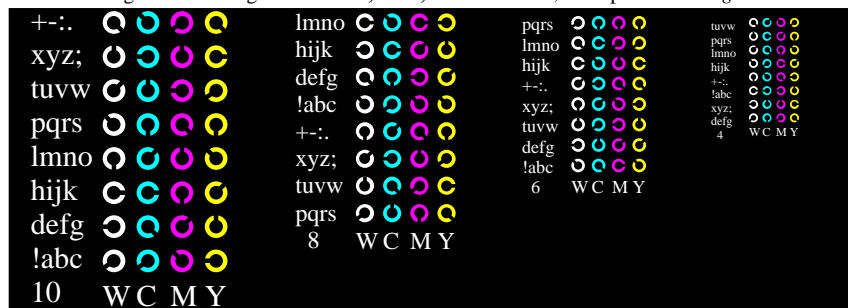 +-:.
xyz;
tuvw
pqrs
lmno
hijk
defg
!abc
10 W C M Y
lmno
hijk
defg
!abc
+-:.
xyz;
tuvw
pqrs
8 W C M Y
pqrs
lmno
hijk
+-:.
xyz;
tuvw
defg
!abc
6 W C M Y
tuvw
pqrs
lmno
hijk
+-:.
!abc
xyz;
defg
4 W C M Y